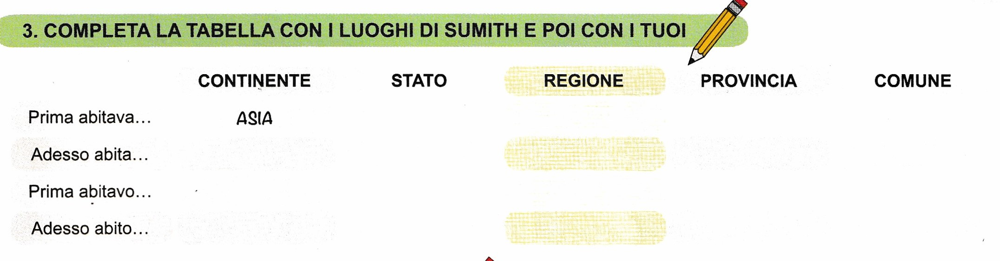 3. COMPLETA LA TABELLA CON I LUOGHI DI SUMITH E POI CON I TUOI
CONTINENTE STATO REGIONE PROVINCIA COMUNE
Prima abitava... ASIA
Adesso abita...
Prima abitavo...
Adesso abito...